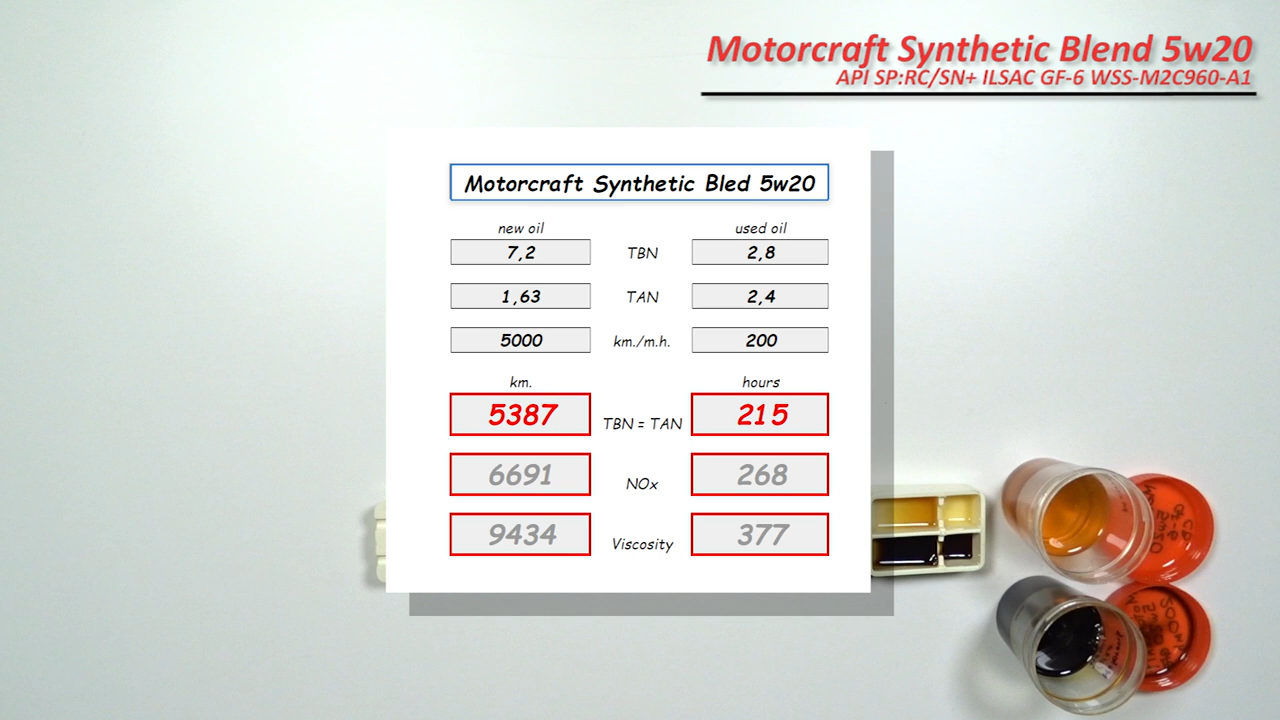 Motorcraft Synthetic Blend 5w20
API SP:RC/SN+ ILSAC GF-6 WSS-M2C960-A1
Motorcraft Synthetic Bled 5w20
new oil used oil
7,2 TBN 2,8
1,63 TAN 2,4
5000 km./m.h. 200
km. hours
5387 TBN = TAN 215
6691 NOx 268
9434 Viscosity 377